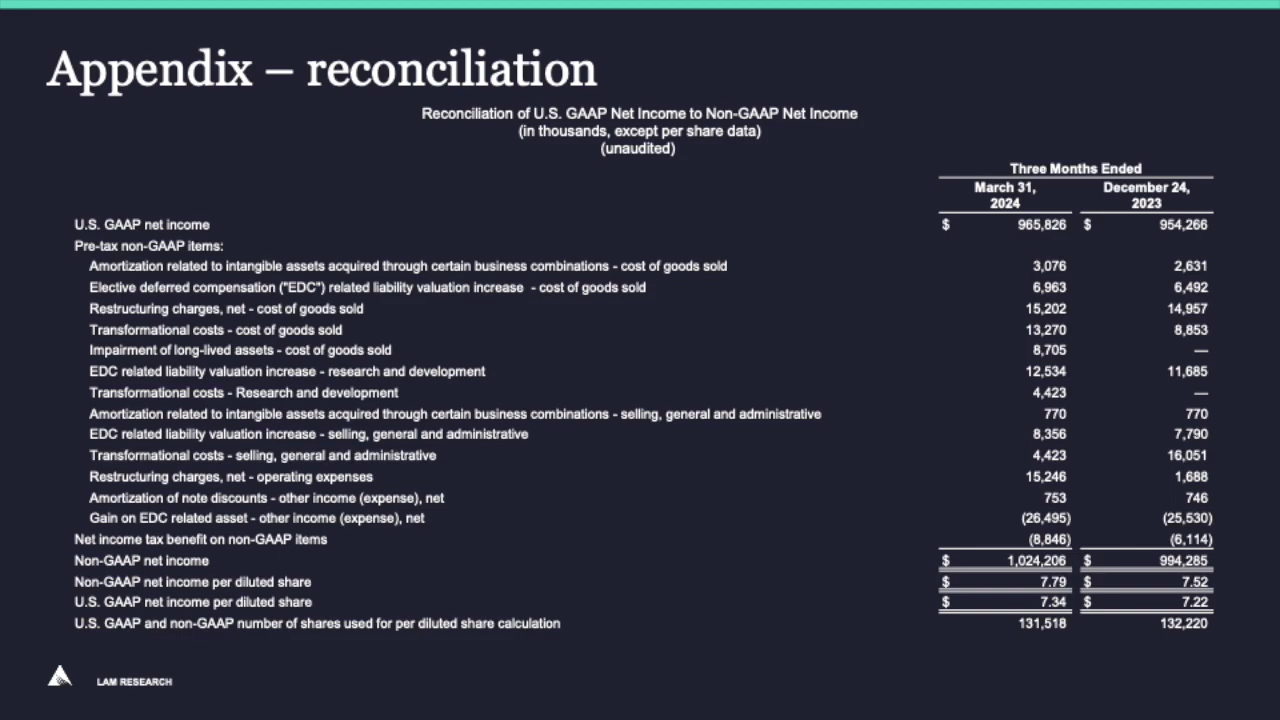 Appendix – reconciliation
Reconciliation of U.S. GAAP Net Income to Non-GAAP Net Income
(in thousands, except per share data)
(unaudited)
Three Months Ended
March 31, 2024 December 24, 2023
U.S. GAAP net income $ 965,826 $ 954,266
Pre-tax non-GAAP items:
Amortization related to intangible assets acquired through certain business combinations - cost of goods sold 3,076 2,631
Elective deferred compensation ("EDC") related liability valuation increase - cost of goods sold 6,963 6,492
Restructuring charges, net - cost of goods sold 15,202 14,957
Transformational costs - cost of goods sold 13,270 8,853
Impairment of long-lived assets - cost of goods sold 8,705 —
EDC related liability valuation increase - research and development 12,534 11,685
Transformational costs - Research and development 4,423 —
Amortization related to intangible assets acquired through certain business combinations - selling, general and administrative 770 770
EDC related liability valuation increase - selling, general and administrative 8,356 7,790
Transformational costs - selling, general and administrative 4,423 16,051
Restructuring charges, net - operating expenses 15,246 1,688
Amortization of note discounts - other income (expense), net 753 746
Gain on EDC related asset - other income (expense), net (26,495) (25,530)
Net income tax benefit on non-GAAP items (8,846) (6,114)
Non-GAAP net income $ 1,024,206 $ 994,285
Non-GAAP net income per diluted share $ 7.79 $ 7.52
U.S. GAAP net income per diluted share $ 7.34 $ 7.22
U.S. GAAP and non-GAAP number of shares used for per diluted share calculation 131,518 132,220
LAM RESEARCH